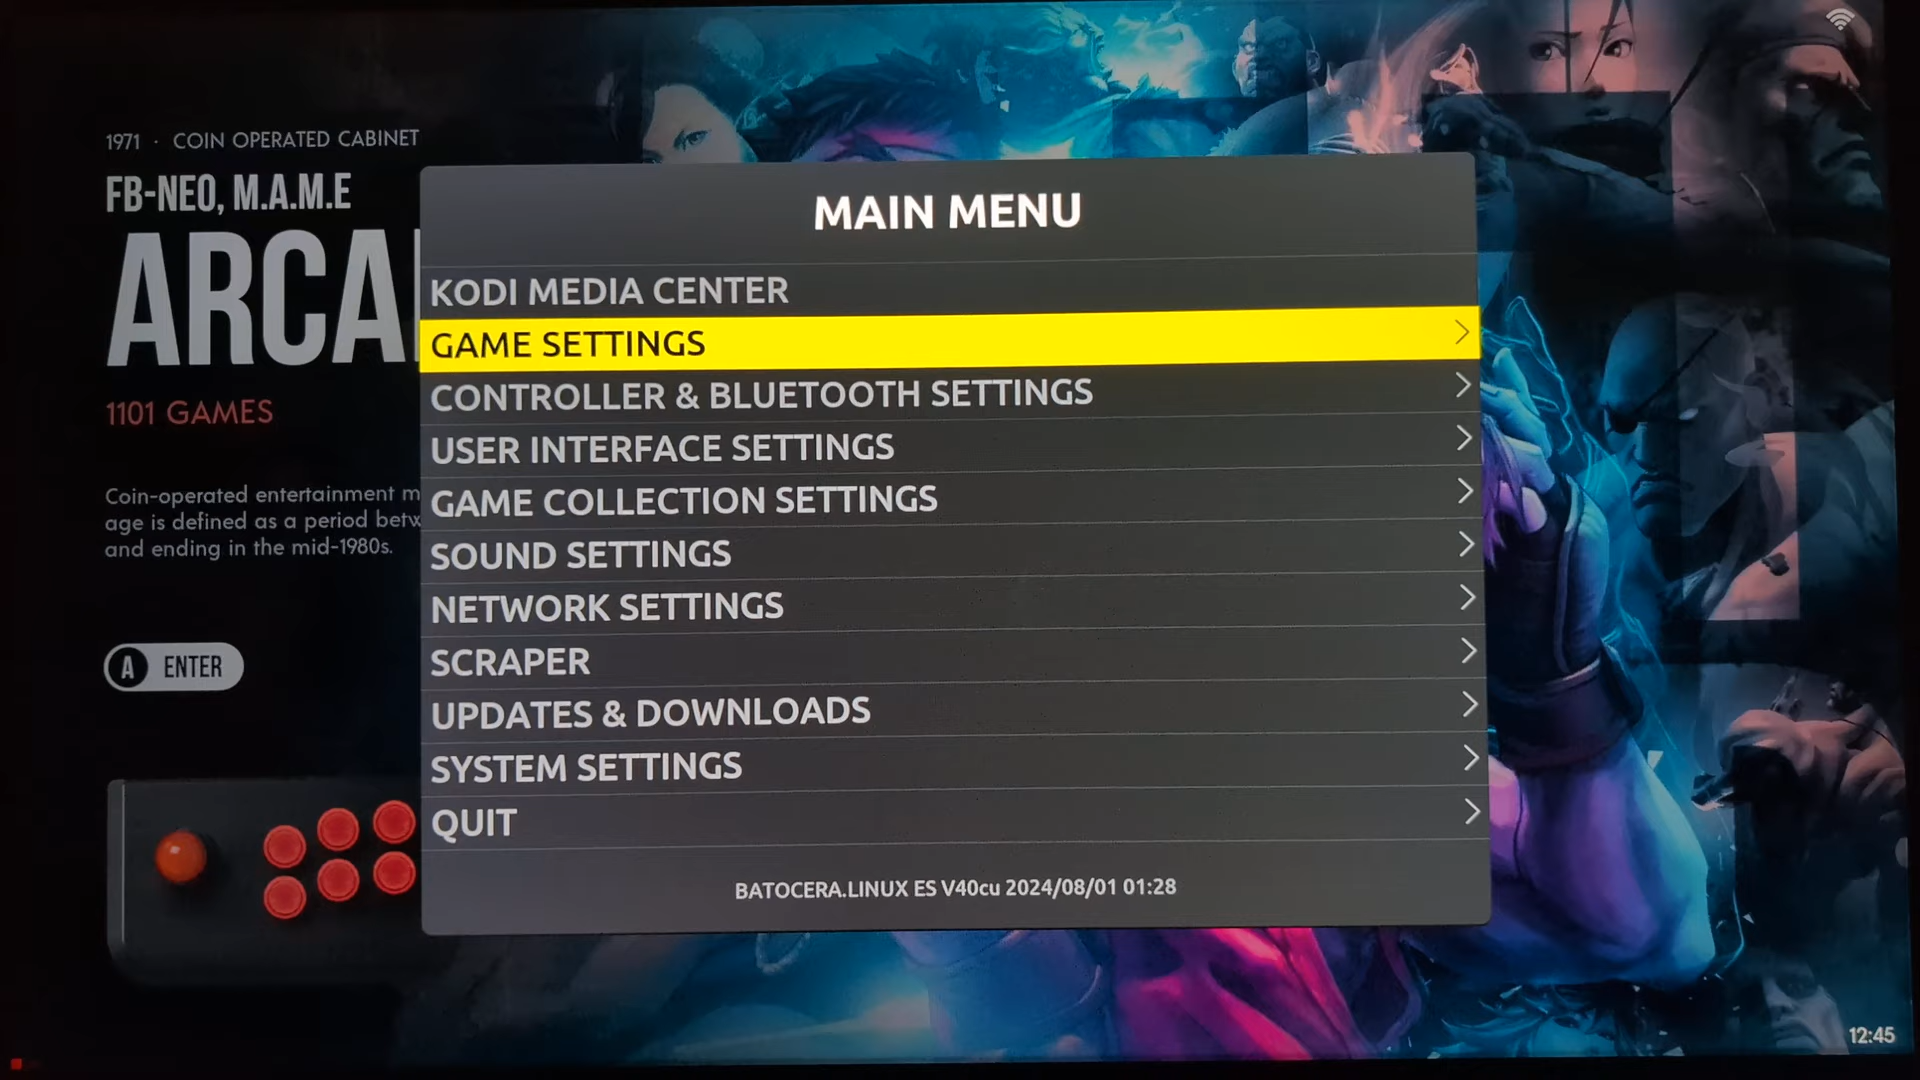 1971 · COIN OPERATED CABINET
FB-NEO, M.A.M.E
ARCA
1101 GAMES
Coin-operated entertainment m
age is defined as a period betw
and ending in the mid-1980s.
A ENTER
MAIN MENU
KODI MEDIA CENTER
GAME SETTINGS
CONTROLLER & BLUETOOTH SETTINGS
USER INTERFACE SETTINGS
GAME COLLECTION SETTINGS
SOUND SETTINGS
NETWORK SETTINGS
SCRAPER
UPDATES & DOWNLOADS
SYSTEM SETTINGS
QUIT
BATOCERA.LINUX ES V40cu 2024/08/01 01:28
12:45